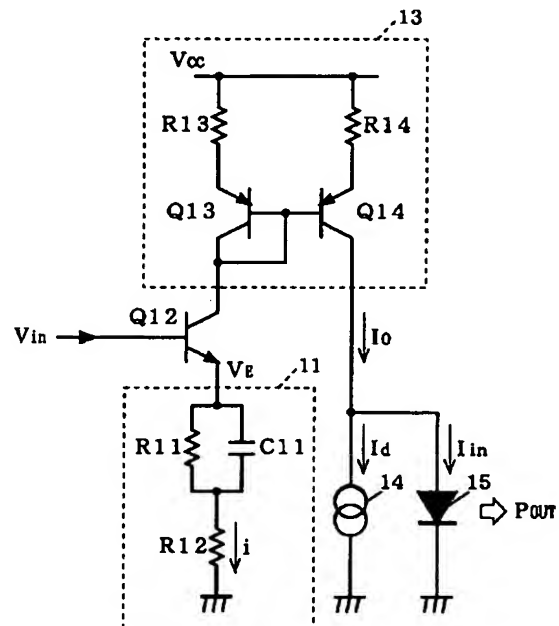 13
Vcc
R13
R14
Q13
Q14
Q12
Vin
VE
11
Io
R11
C11
Id
Iin
14
15
POUT
R12
i